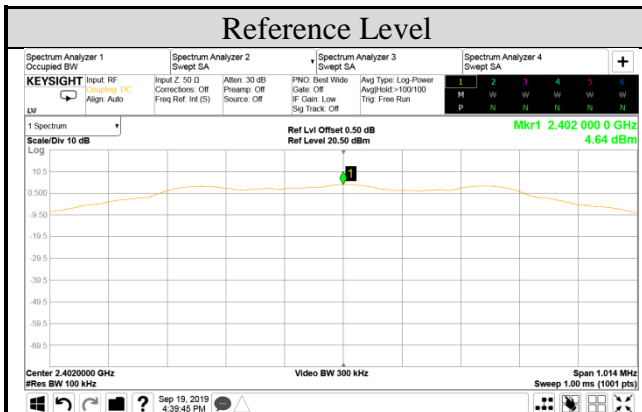 Reference Level
Spectrum Analyzer 1
Occupied BW
Spectrum Analyzer 2
Swept SA
Spectrum Analyzer 3
Swept SA
Spectrum Analyzer 4
Swept SA
+
KEYSIGHT
Input: RF
Coupling: DC
Align: Auto
Input Z: 50 Ω
Corrections: Off
Freq Ref: Int (S)
Atten: 30 dB
Preamp: Off
Source: Off
PNO: Best Wide
Gate: Off
IF Gain: Low
Sig Track: Off
Avg Type: Log-Power
Avg|Hold:>100/100
Trig: Free Run
1 2 3 4 5 6
M W W W W W
P N N N N N
1 Spectrum
Scale/Div 10 dB
Ref Lvl Offset 0.50 dB
Ref Level 20.50 dBm
Mkr1 2.402 000 0 GHz
4.64 dBm
Log
1
10.5
0.500
-9.50
-19.5
-29.5
-39.5
-49.5
-59.5
-69.5
Center 2.4020000 GHz
#Res BW 100 kHz
Video BW 300 kHz
Span 1.014 MHz
Sweep 1.00 ms (1001 pts)
?
Sep 19, 2019
4:39:45 PM